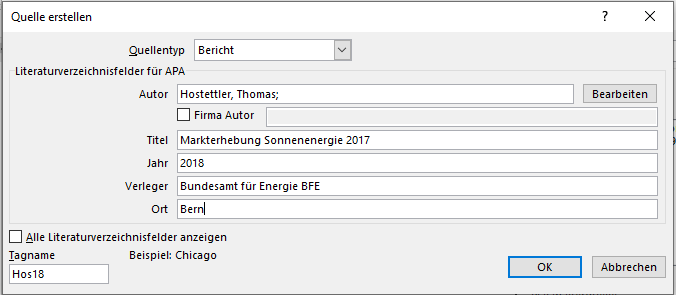 Quelle erstellen ? ×
Quellentyp Bericht
Literaturverzeichnisfelder für APA
Autor Hostettler, Thomas; Bearbeiten
Firma Autor
Titel Markterhebung Sonnenenergie 2017
Jahr 2018
Verleger Bundesamt für Energie BFE
Ort Bern
Alle Literaturverzeichnisfelder anzeigen
Tagname Beispiel: Chicago
Hos18 OK Abbrechen